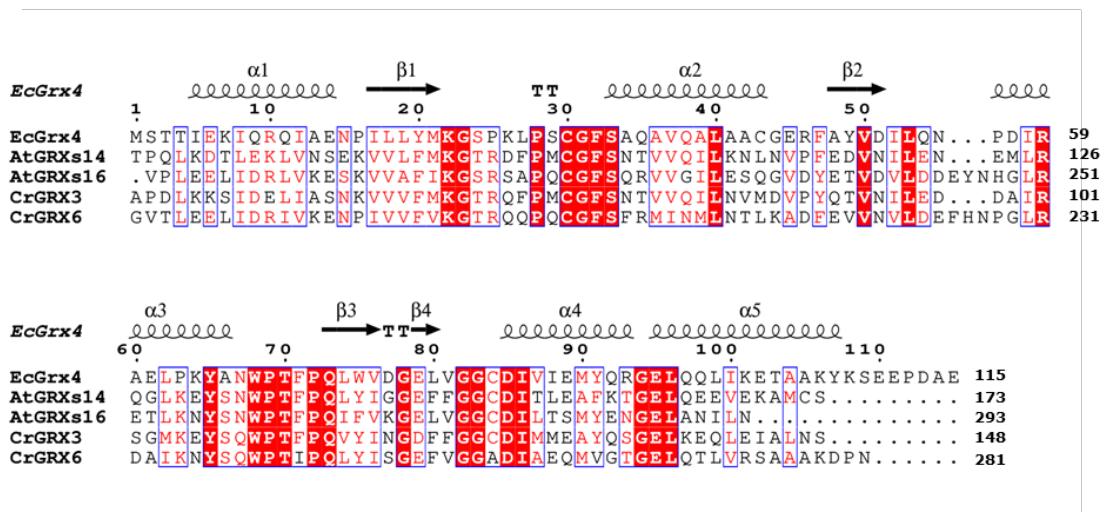 α1 β1 α2 β2
EcGrx4 TT
1 10 20 30 40 50
EcGrx4 MSTTIEKIQRQIAENPILLYMKGSPKLPSCGFSAQAVQALAACGERFAYVDILQN...PDIR 59
AtGRXs14 TPQLKDTLEKLVNSEKVVLFMKGTRDFPMCGFSNTVVQILKNLNVPFEDVNILEN...EMLR 126
AtGRXs16 .VPLEELIDRLVKESKVVAFIKGSRSAPQCGFSQRVVGILESQGVDYETVDVLDDEYNHGLR 251
CrGRX3 APDLKKSIDELIASNKVVVFMKGTRQFPMCGFSNTVVQILNVMDVPYQTVNILED...DAIR 101
CrGRX6 GVTLEELIDRIVKENPIVVFVKGTRQQPQCGFSFRMINMLNTLKADFEVVNVLDEFHNPGLR 231
α3 β3 β4 α4 α5
EcGrx4 TT
60 70 80 90 100 110
EcGrx4 AELPKYANWPTFPQLWVDGELVGGCDIVIEMYQRGELQQLIKETAAKYKSEEPDAE 115
AtGRXs14 QGLKEYSNWPTFPQLYIGGEFFGGCDITLEAFKTGELQEEVEKAMCS......... 173
AtGRXs16 ETLKNYSNWPTFPQIFVKGELVGGCDILTSMYENGELANILN.............. 293
CrGRX3 SGMKEYSQWPTFPQVYINGDFFGGCDIMMEAYQSGELKEQLEIALNS......... 148
CrGRX6 DAIKNYSQWPTIPQLYISGEFVGGADIAEQMVGTGELQTLVRSAAAKDPN...... 281